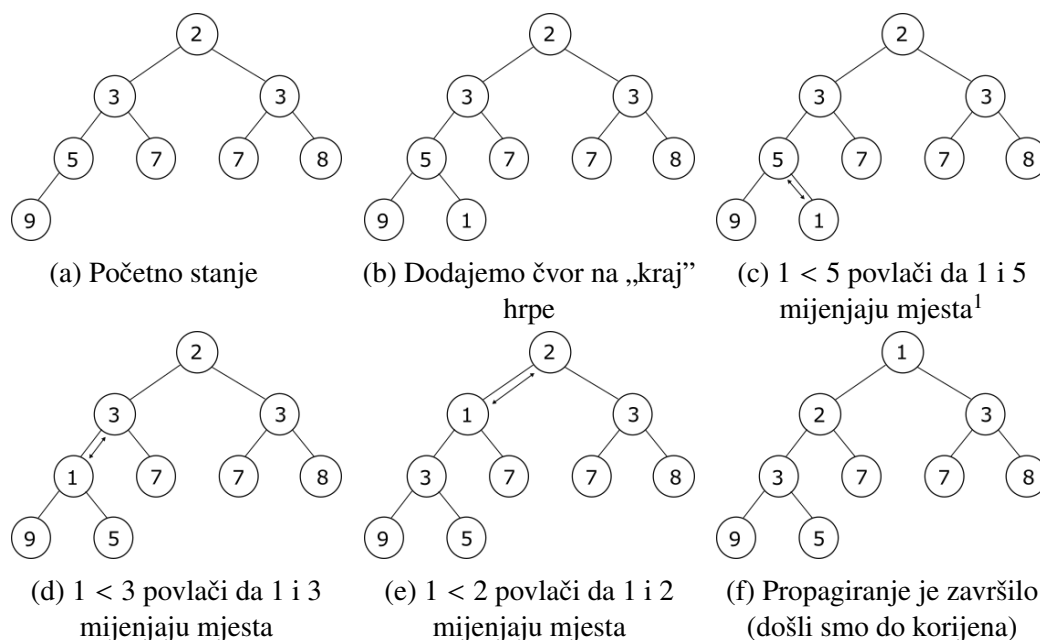 2 2 2
3 3 3 3 3 3
5 7 7 8 5 7 7 8 5 7 7 8
9 9 1 9 1
(a) Početno stanje
(b) Dodajemo čvor na „kraj”
hrpe
(c) 1 < 5 povlači da 1 i 5
mijenjaju mjesta1
2 2 1
3 3 1 3 2 3
1 7 7 8 3 7 7 8 3 7 7 8
9 5 9 5 9 5
(d) 1 < 3 povlači da 1 i 3
mijenjaju mjesta
(e) 1 < 2 povlači da 1 i 2
mijenjaju mjesta
(f) Propagiranje je završilo
(došli smo do korijena)